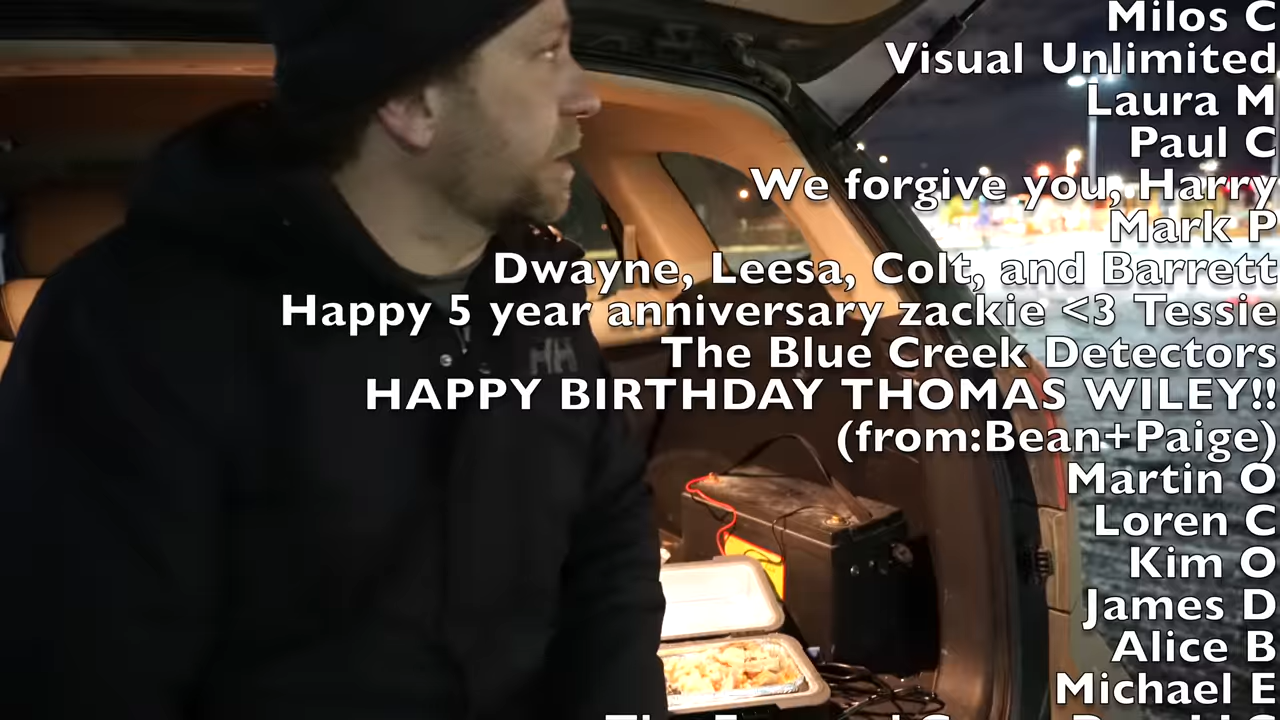 Milos C
Visual Unlimited
Laura M
Paul C
We forgive you, Harry
Mark P
Dwayne, Leesa, Colt, and Barrett
Happy 5 year anniversary zackie <3 Tessie
HH
The Blue Creek Detectors
HAPPY BIRTHDAY THOMAS WILEY!!
(from:Bean+Paige)
Martin O
Loren C
Kim O
James D
Alice B
Michael E